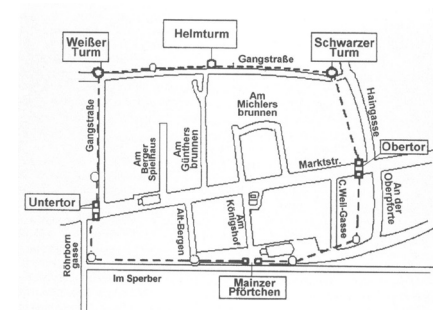 Weißer
Turm
Helmturm
Schwarzer
Turm
Gangstraße
Gangstraße
Am
Berger
Spielhaus
Am
Günthers
brunnen
Am
Michlers
brunnen
Haingasse
Marktstr.
Obertor
Untertor
Alt-Bergen
Am
Königshof
C.Weil-Gasse
An der
Oberpforte
Röhrborn
gasse
Im Sperber
Mainzer
Pförtchen